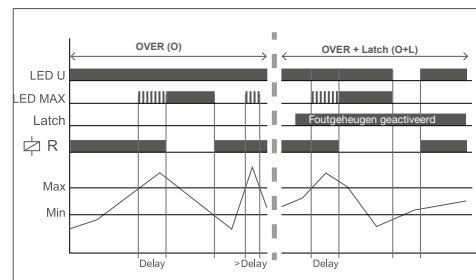 OVER (O)
OVER + Latch (O+L)
LED U
LED MAX
Latch
Foutgeheugen geactiveerd
R
Max
Min
Delay
>Delay
Delay